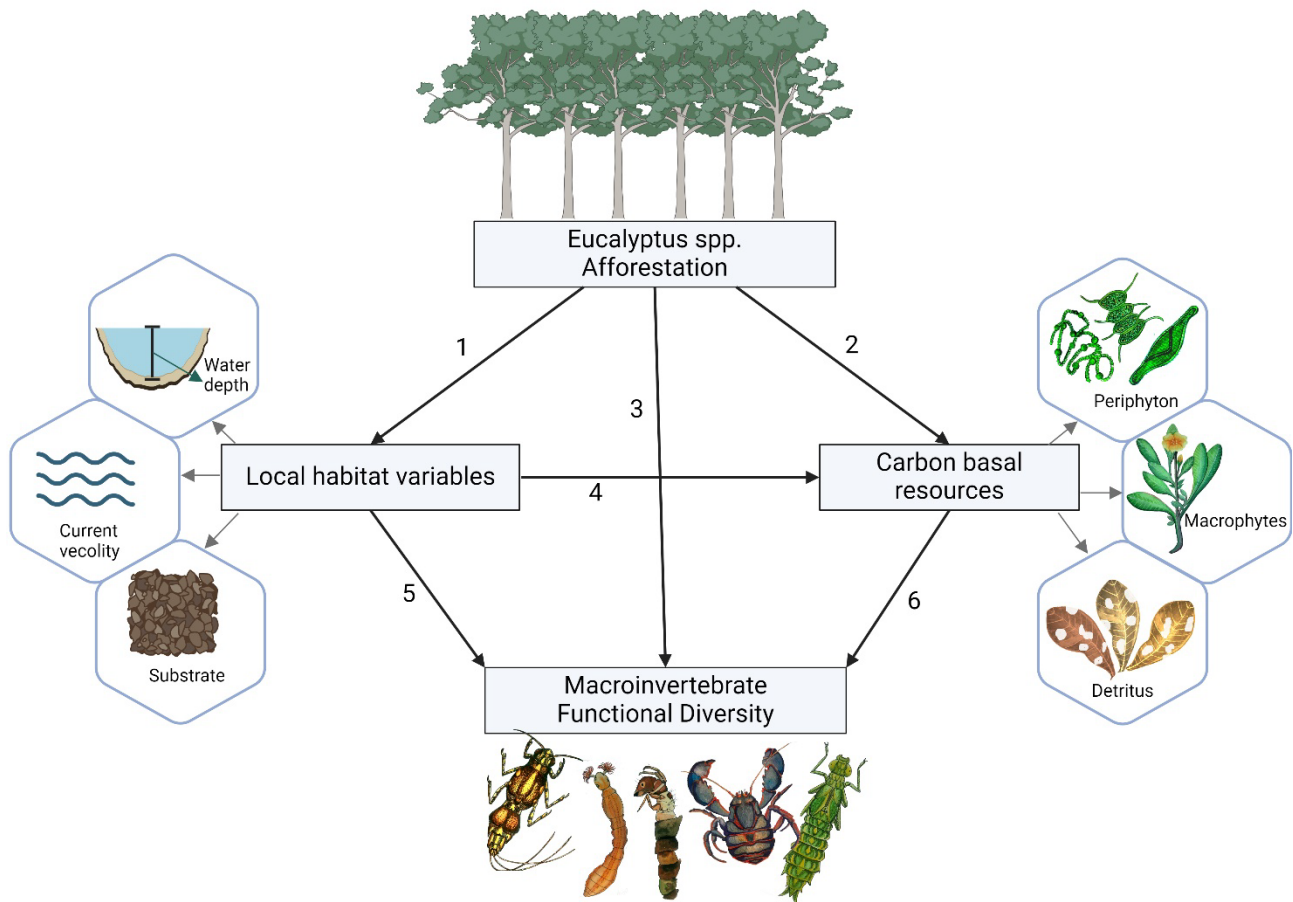 Eucalyptus spp.
Afforestation
1
2
3
Water
depth
Periphyton
Local habitat variables
4
Carbon basal
resources
Macrophytes
Current
vecolity
5
6
Substrate
Macroinvertebrate
Functional Diversity
Detritus